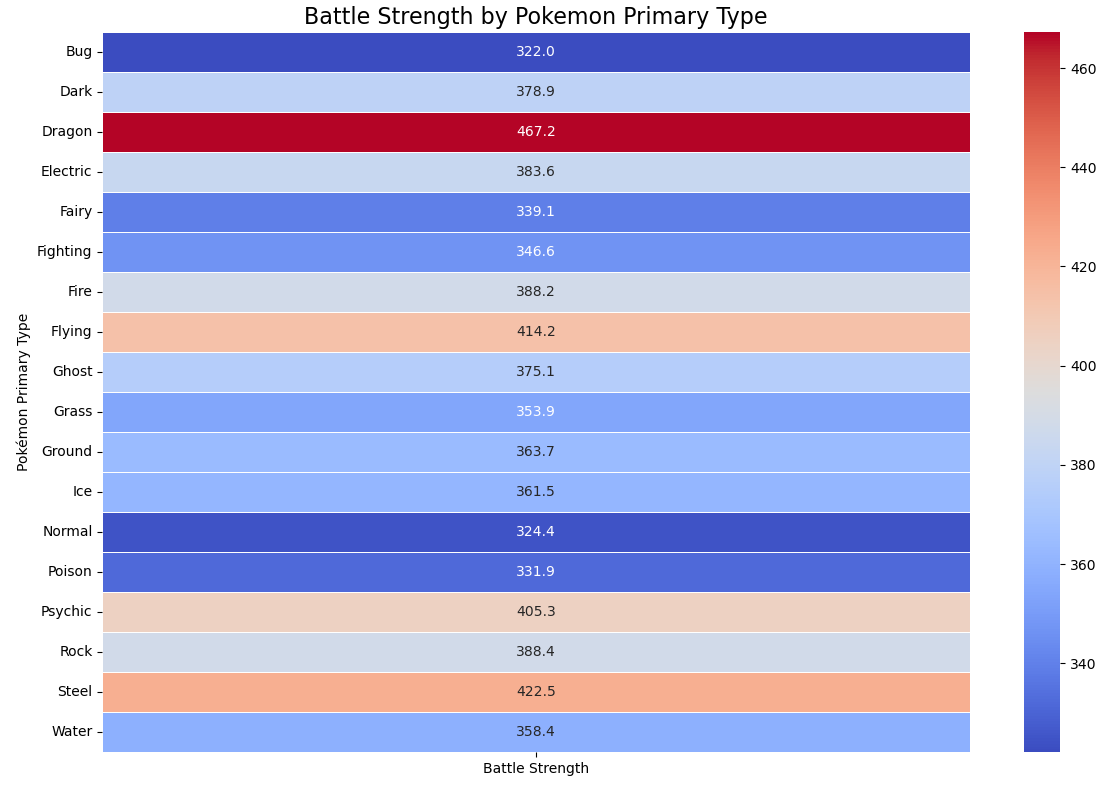 Battle Strength by Pokemon Primary Type
Pokémon Primary Type
Bug 322.0
Dark 378.9
Dragon 467.2
Electric 383.6
Fairy 339.1
Fighting 346.6
Fire 388.2
Flying 414.2
Ghost 375.1
Grass 353.9
Ground 363.7
Ice 361.5
Normal 324.4
Poison 331.9
Psychic 405.3
Rock 388.4
Steel 422.5
Water 358.4
Battle Strength
460
440
420
400
380
360
340